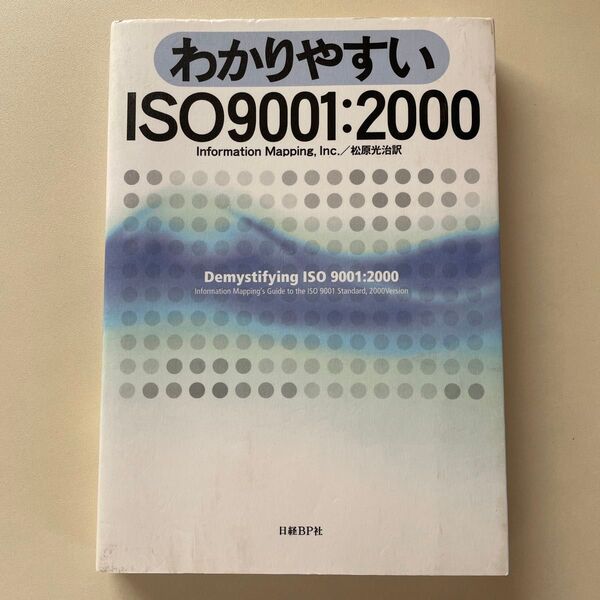 わかりやすい
ISO9001:2000
Information Mapping, Inc.／松原光治訳
Demystifying ISO 9001:2000
Information Mapping's Guide to the ISO 9001 Standard, 2000Version
日経BP社